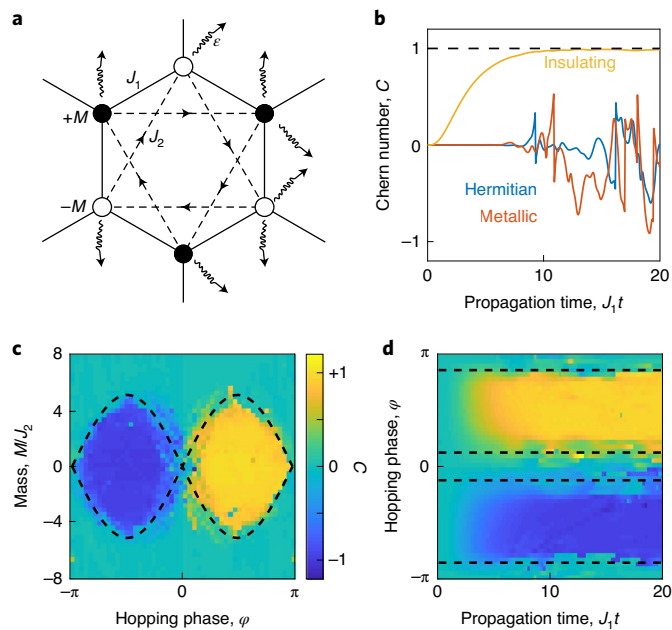 a
ε
J₁
+M
J₂
−M
b
Chern number, C
1
0
−1
Insulating
Hermitian
Metallic
0
10
20
Propagation time, J₁t
c
Mass, M/J₂
8
4
0
−4
−8
−π
0
π
Hopping phase, φ
+1
0
−1
C
d
Hopping phase, φ
π
0
−π
0
10
20
Propagation time, J₁t